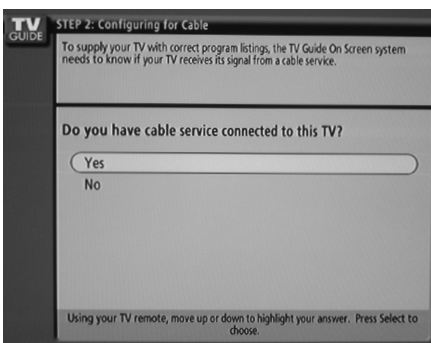 TV
GUIDE
STEP 2: Configuring for Cable
To supply your TV with correct program listings, the TV Guide On Screen system
needs to know if your TV receives its signal from a cable service.
Do you have cable service connected to this TV?
Yes
No
Using your TV remote, move up or down to highlight your answer. Press Select to
choose.